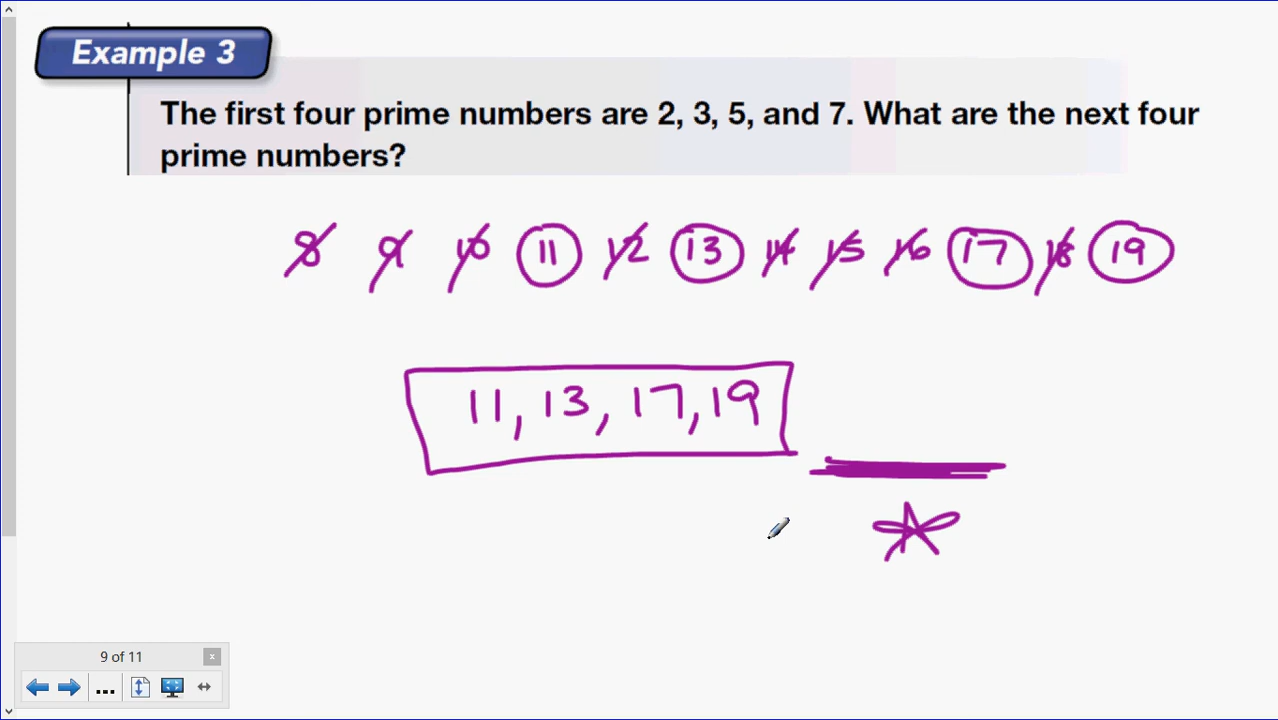 Example 3
The first four prime numbers are 2, 3, 5, and 7. What are the next four
prime numbers?
8 9 10 11 12 13 14 15 16 17 18 19
11, 13, 17, 19
9 of 11